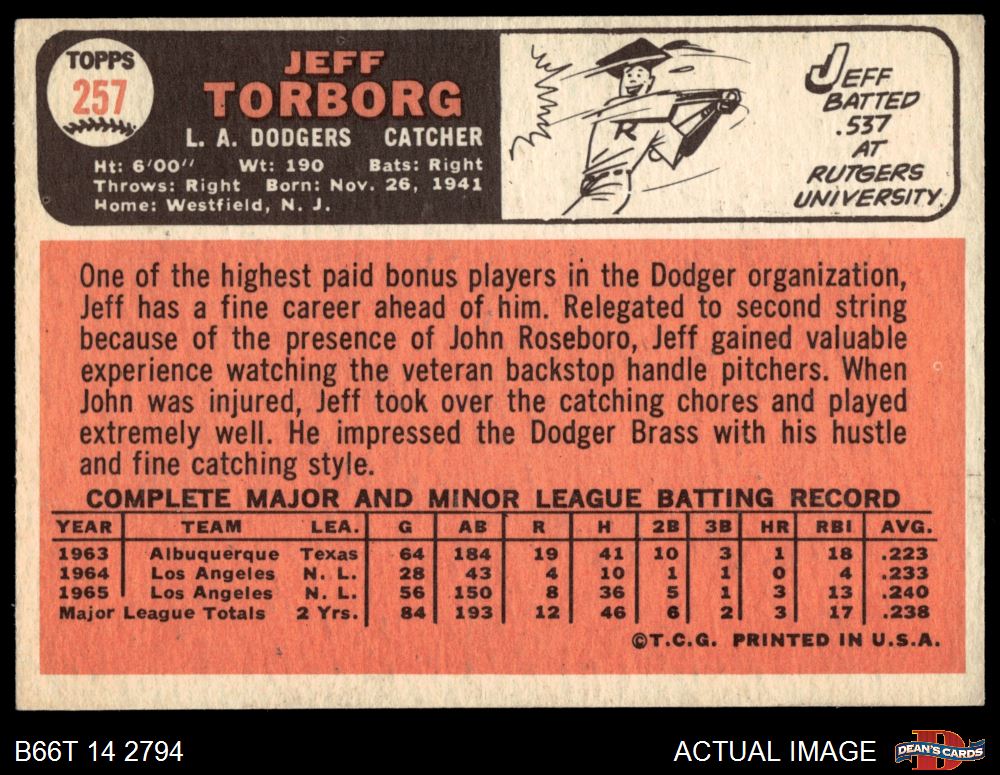 TOPPS
257
JEFF
TORBORG
L. A. DODGERS CATCHER
Ht: 6'00" Wt: 190 Bats: Right
Throws: Right Born: Nov. 26, 1941
Home: Westfield, N. J.
R
JEFF
BATTED
.537
AT
RUTGERS
UNIVERSITY
One of the highest paid bonus players in the Dodger organization,
Jeff has a fine career ahead of him. Relegated to second string
because of the presence of John Roseboro, Jeff gained valuable
experience watching the veteran backstop handle pitchers. When
John was injured, Jeff took over the catching chores and played
extremely well. He impressed the Dodger Brass with his hustle
and fine catching style.
COMPLETE MAJOR AND MINOR LEAGUE BATTING RECORD
YEAR TEAM LEA. G AB R H 2B 3B HR RBI AVG.
1963 Albuquerque Texas 64 184 19 41 10 3 1 18 .223
1964 Los Angeles N. L. 28 43 4 10 1 1 0 4 .233
1965 Los Angeles N. L. 56 150 8 36 5 1 3 13 .240
Major League Totals 2 Yrs. 84 193 12 46 6 2 3 17 .238
©T.C.G. PRINTED IN U.S.A.
B66T 14 2794
ACTUAL IMAGE
D
DEAN'S CARDS